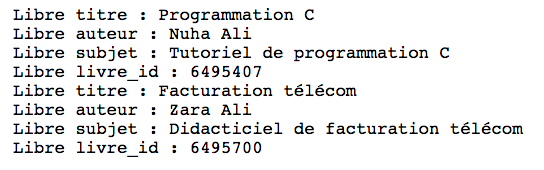 Libre titre : Programmation C
Libre auteur : Nuha Ali
Libre subjet : Tutoriel de programmation C
Libre livre_id : 6495407
Libre titre : Facturation télécom
Libre auteur : Zara Ali
Libre subjet : Didacticiel de facturation télécom
Libre livre_id : 6495700